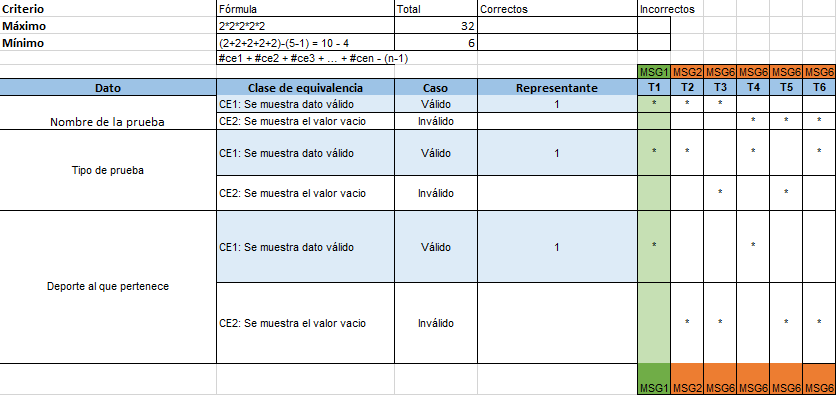 Criterio Fórmula Total Correctos Incorrectos
Máximo 2*2*2*2*2 32
Mínimo (2+2+2+2+2)-(5-1) = 10 - 4 6
#ce1 + #ce2 + #ce3 + ... + #cen - (n-1)
MSG1 MSG2 MSG6 MSG6 MSG6 MSG6
Dato Clase de equivalencia Caso Representante T1 T2 T3 T4 T5 T6
CE1: Se muestra dato válido Válido 1 * * *
Nombre de la prueba CE2: Se muestra el valor vacio Inválido * * *
CE1: Se muestra dato válido Válido 1 * * * *
Tipo de prueba
CE2: Se muestra el valor vacio Inválido * *
CE1: Se muestra dato válido Válido 1 * *
Deporte al que pertenece
CE2: Se muestra el valor vacio Inválido * * * *
MSG1 MSG2 MSG6 MSG6 MSG6 MSG6